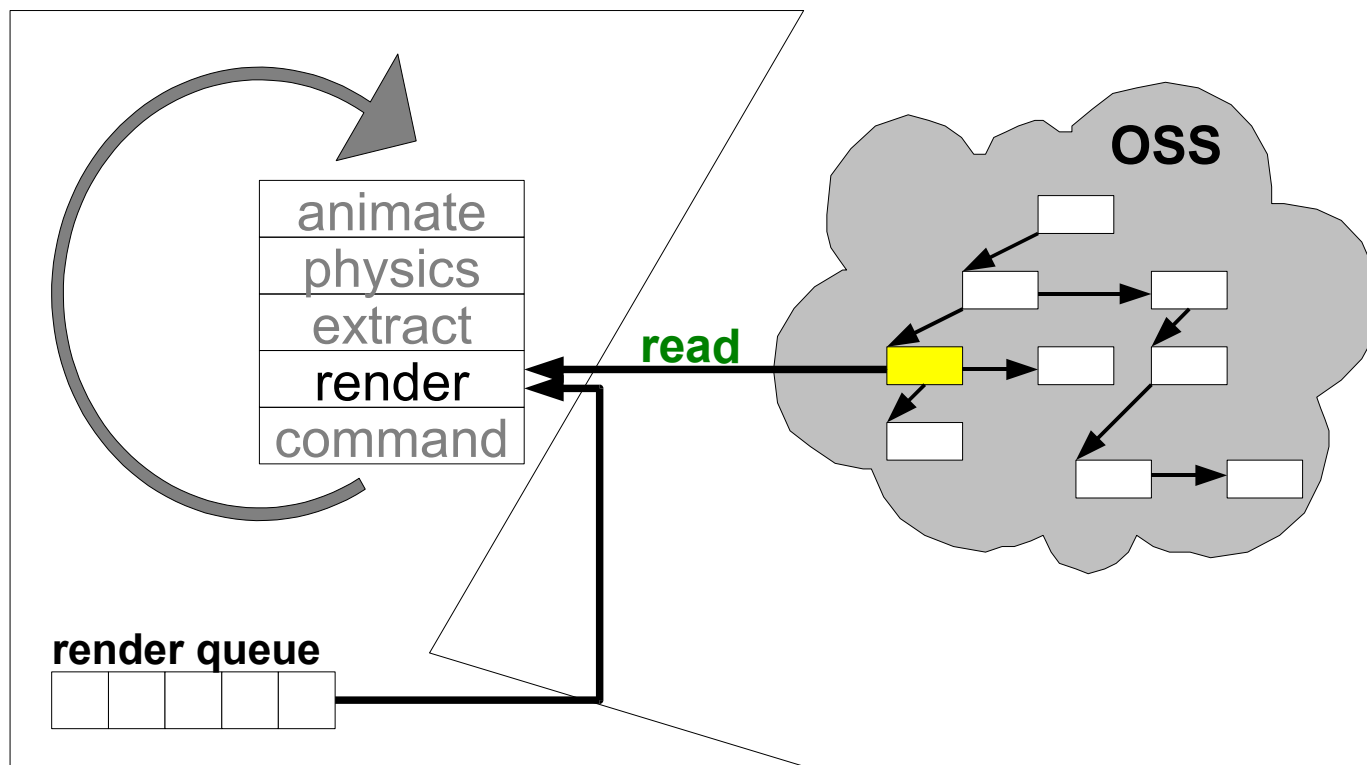 OSS
animate
physics
extract
render
command
read
render queue